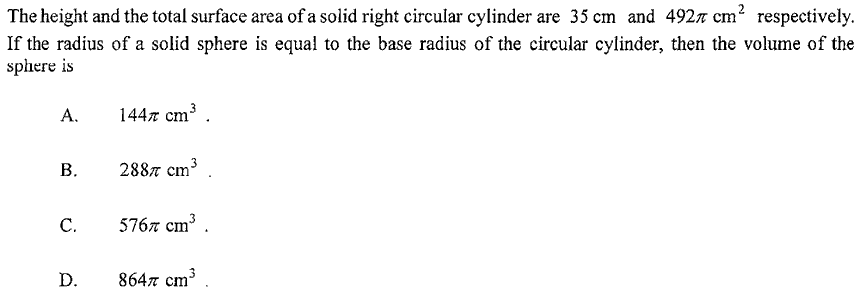 The height and the total surface area of a solid right circular cylinder are 35 cm and 492π cm² respectively.
If the radius of a solid sphere is equal to the base radius of the circular cylinder, then the volume of the
sphere is
A. 144π cm³ .
B. 288π cm³ .
C. 576π cm³ .
D. 864π cm³ .